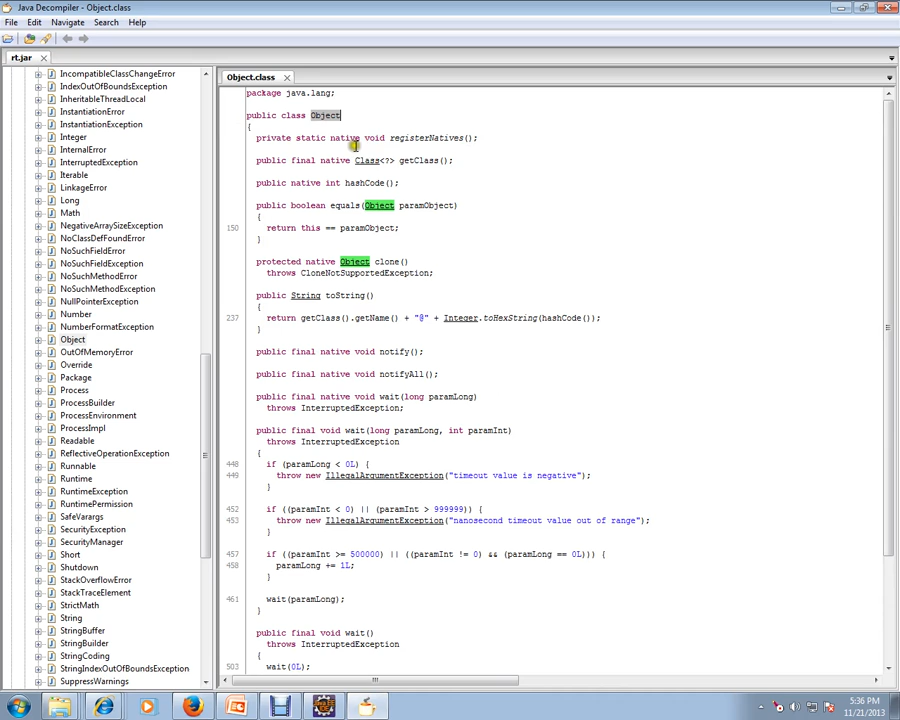 Java Decompiler - Object.class
File Edit Navigate Search Help
rt.jar
IncompatibleClassChangeError
IndexOutOfBoundsException
InheritableThreadLocal
InstantiationError
InstantiationException
Integer
InternalError
InterruptedException
Iterable
LinkageError
Long
Math
NegativeArraySizeException
NoClassDefFoundError
NoSuchFieldError
NoSuchFieldException
NoSuchMethodError
NoSuchMethodException
NullPointerException
Number
NumberFormatException
Object
OutOfMemoryError
Override
Package
Process
ProcessBuilder
ProcessEnvironment
ProcessImpl
Readable
ReflectiveOperationException
Runnable
Runtime
RuntimeException
RuntimePermission
SafeVarargs
SecurityException
SecurityManager
Short
Shutdown
StackOverflowError
StackTraceElement
StrictMath
String
StringBuffer
StringBuilder
StringCoding
StringIndexOutOfBoundsException
SuppressWarnings
Object.class
package java.lang;
public class Object
{
private static native void registerNatives();
public final native Class<?> getClass();
public native int hashCode();
public boolean equals(Object paramObject)
{
150 return this == paramObject;
}
protected native Object clone()
throws CloneNotSupportedException;
public String toString()
{
237 return getClass().getName() + "@" + Integer.toHexString(hashCode());
}
public final native void notify();
public final native void notifyAll();
public final native void wait(long paramLong)
throws InterruptedException;
public final void wait(long paramLong, int paramInt)
throws InterruptedException
{
448 if (paramLong < 0L) {
449 throw new IllegalArgumentException("timeout value is negative");
}
452 if ((paramInt < 0) || (paramInt > 999999)) {
453 throw new IllegalArgumentException("nanosecond timeout value out of range");
}
457 if ((paramInt >= 500000) || ((paramInt != 0) && (paramLong == 0L))) {
458 paramLong += 1L;
}
461 wait(paramLong);
}
public final void wait()
throws InterruptedException
{
503 wait(0L);
5:36 PM
11/21/2013